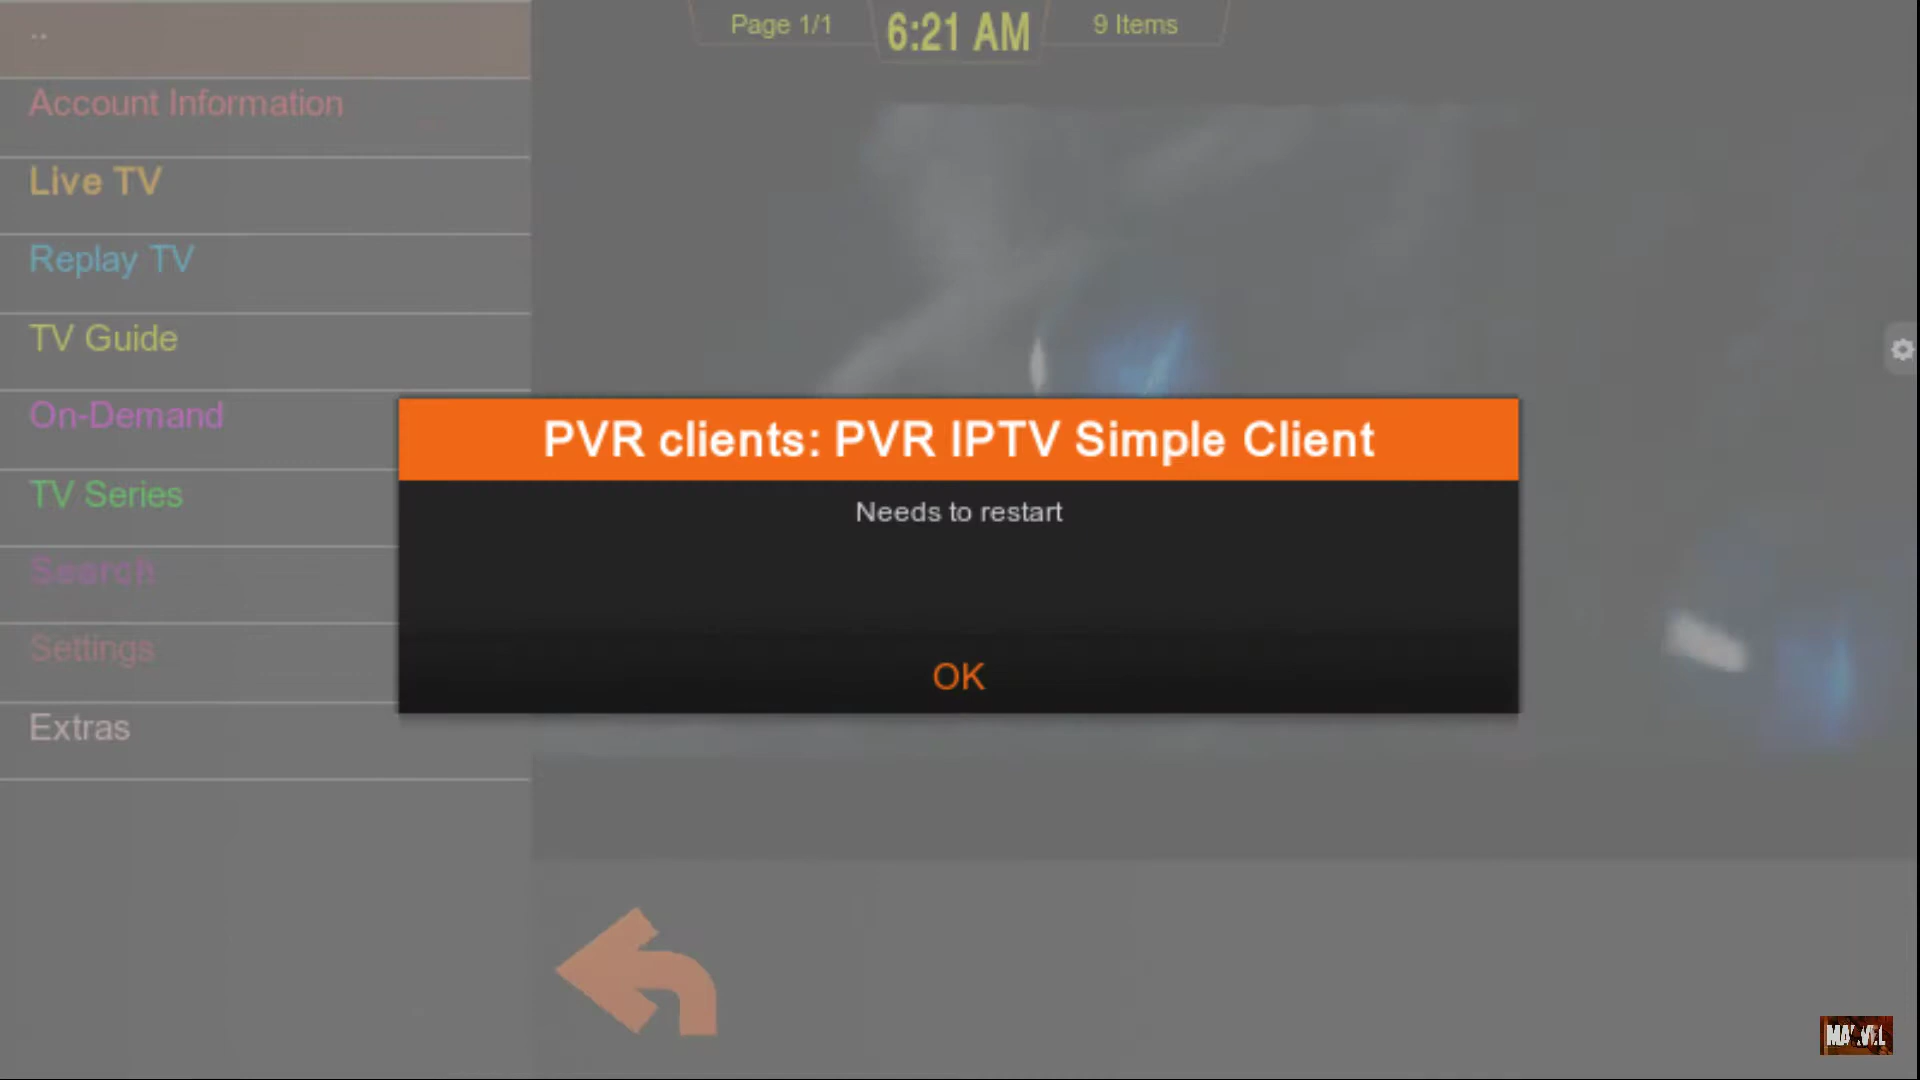 ..
Page 1/1
6:21 AM
9 Items
Account Information
Live TV
Replay TV
TV Guide
On-Demand
TV Series
Search
Settings
Extras
PVR clients: PVR IPTV Simple Client
Needs to restart
OK
MARVEL